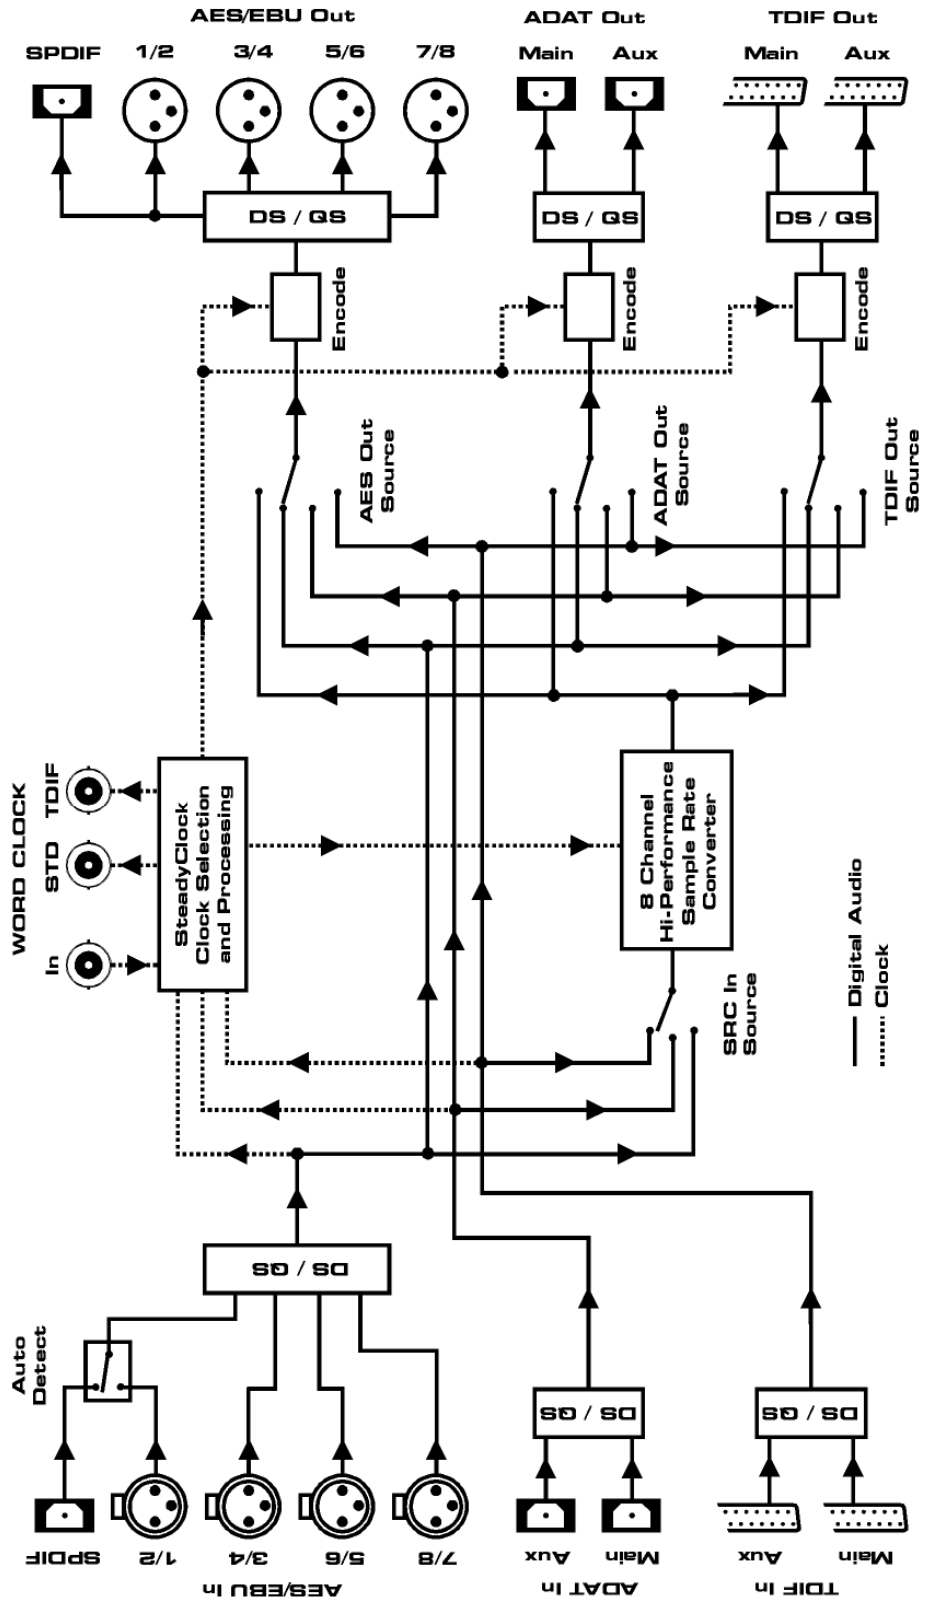 AES/EBU Out
ADAT Out
TDIF Out
SPDIF
1/2
3/4
5/6
7/8
Main
Aux
Main
Aux
DS / QS
DS / QS
DS / QS
Encode
Encode
Encode
AES Out
Source
ADAT Out
Source
TDIF Out
Source
WORD CLOCK
TDIF
STD
In
SteadyClock
Clock Selection
and Processing
8 Channel
Hi-Performance
Sample Rate
Converter
SRC In
Source
Digital Audio
Clock
Auto
Detect
DS / QS
DS / QS
DS / QS
SPDIF
1/2
3/4
5/6
7/8
Aux
Main
Aux
Main
AES/EBU In
ADAT In
TDIF In